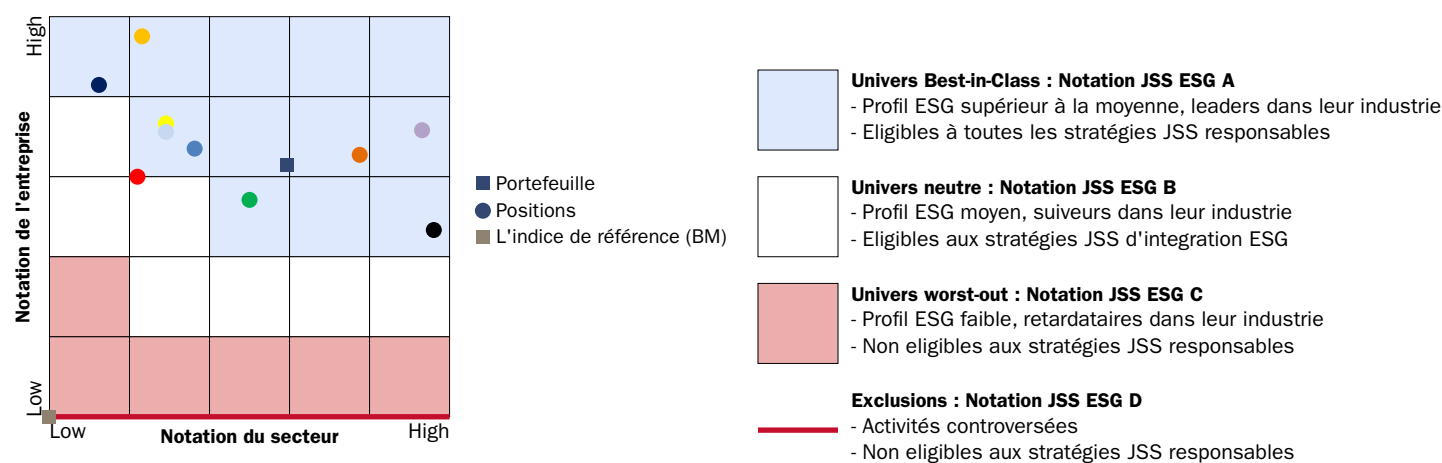 High
Notation de l'entreprise
Low
Low
Notation du secteur
High
Portefeuille
Positions
L'indice de référence (BM)
Univers Best-in-Class : Notation JSS ESG A
- Profil ESG supérieur à la moyenne, leaders dans leur industrie
- Eligibles à toutes les stratégies JSS responsables
Univers neutre : Notation JSS ESG B
- Profil ESG moyen, suiveurs dans leur industrie
- Eligibles aux stratégies JSS d'integration ESG
Univers worst-out : Notation JSS ESG C
- Profil ESG faible, retardataires dans leur industrie
- Non eligibles aux stratégies JSS responsables
Exclusions : Notation JSS ESG D
- Activités controversées
- Non eligibles aux stratégies JSS responsables